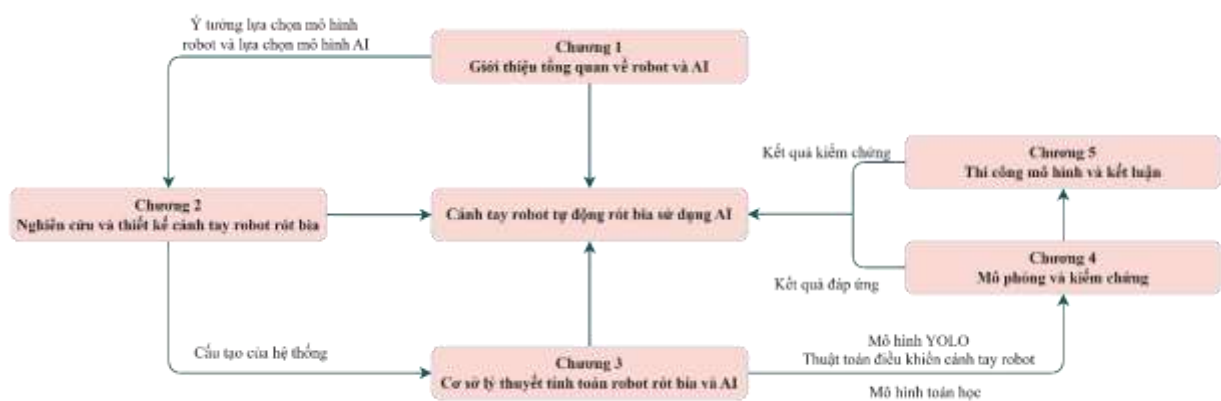 Ý tưởng lựa chọn mô hình
robot và lựa chọn mô hình AI
Chương 1
Giới thiệu tổng quan về robot và AI
Kết quả kiểm chứng
Chương 5
Thi công mô hình và kết luận
Chương 2
Nghiên cứu và thiết kế cánh tay robot rót bia
Cánh tay robot tự động rót bia sử dụng AI
Chương 4
Mô phỏng và kiểm chứng
Kết quả đáp ứng
Cấu tạo của hệ thống
Chương 3
Cơ sở lý thuyết tính toán robot rót bia và AI
Mô hình YOLO
Thuật toán điều khiển cánh tay robot
Mô hình toán học